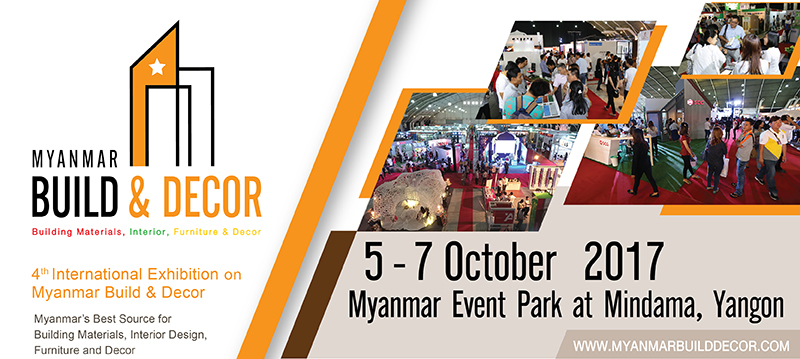 MYANMAR
BUILD & DECOR
Building Materials, Interior, Furniture & Decor
4th International Exhibition on
Myanmar Build & Decor
Myanmar's Best Source for
Building Materials, Interior Design,
Furniture and Decor
5 - 7 October 2017
Myanmar Event Park at Mindama, Yangon
WWW.MYANMARBUILDDECOR.COM